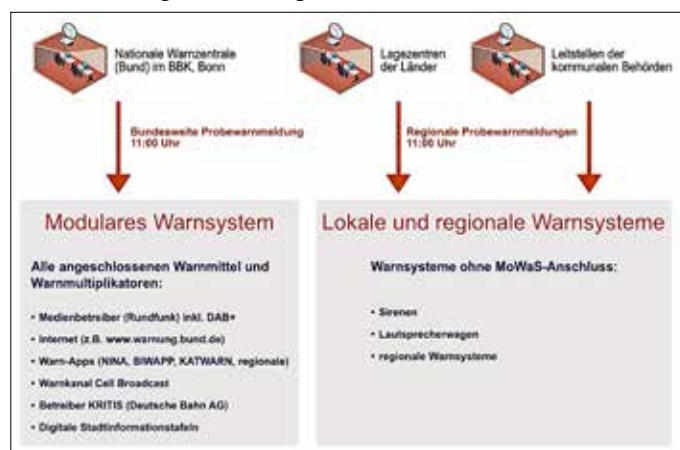 Nationale Warnzentrale
(Bund) im BBK, Bonn
Lagezentren
der Länder
Leitstellen der
kommunalen Behörden
Bundesweite Probewarnmeldung
11:00 Uhr
Regionale Probewarnmeldungen
11:00 Uhr
Modulares Warnsystem
Alle angeschlossenen Warnmittel und
Warnmultiplikatoren:
• Medienbetreiber (Rundfunk) inkl. DAB+
• Internet (z.B. www.warnung.bund.de)
• Warn-Apps (NINA, BIWAPP, KATWARN, regionale)
• Warnkanal Cell Broadcast
• Betreiber KRITIS (Deutsche Bahn AG)
• Digitale Stadtinformationstafeln
Lokale und regionale Warnsysteme
Warnsysteme ohne MoWaS-Anschluss:
• Sirenen
• Lautsprecherwagen
• regionale Warnsysteme